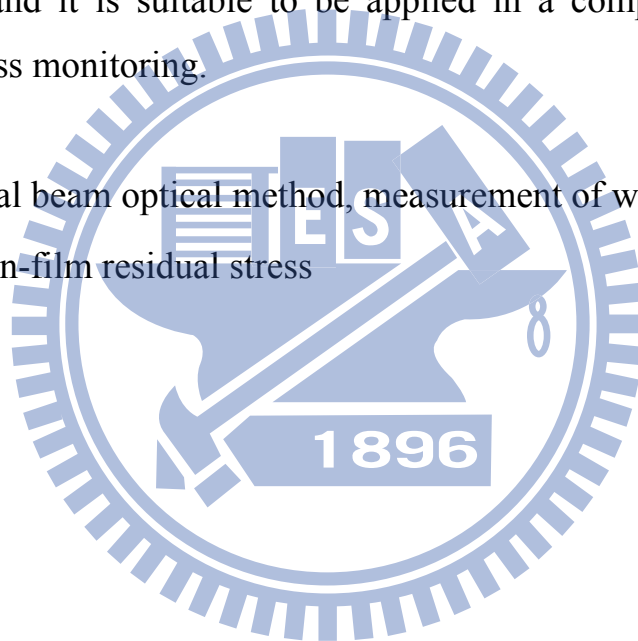 nd it is suitable to be applied in a comp
ss monitoring.
al beam optical method, measurement of w
n-film residual stress
E S A
1896